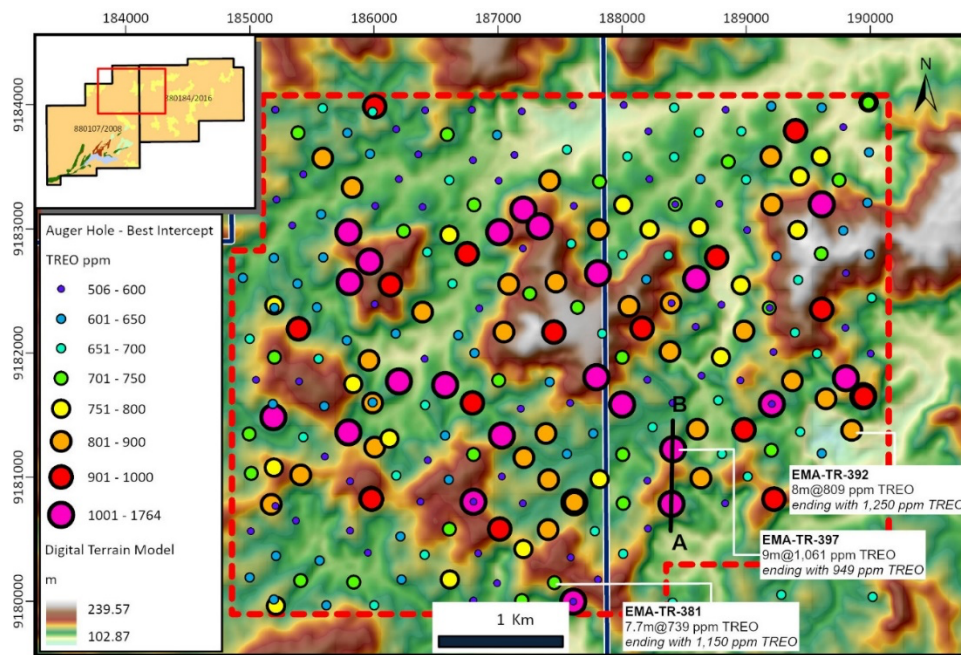 184000 185000 186000 187000 188000 189000 190000
9184000
9183000
9182000
9181000
9180000
N
880184/2016
880107/2008
Auger Hole - Best Intercept
TREO ppm
506 - 600
601 - 650
651 - 700
701 - 750
751 - 800
801 - 900
901 - 1000
1001 - 1764
Digital Terrain Model
m
239.57
102.87
B
A
EMA-TR-392
8m@809 ppm TREO
ending with 1,250 ppm TREO
EMA-TR-397
9m@1,061 ppm TREO
ending with 949 ppm TREO
EMA-TR-381
7.7m@739 ppm TREO
ending with 1,150 ppm TREO
1 Km